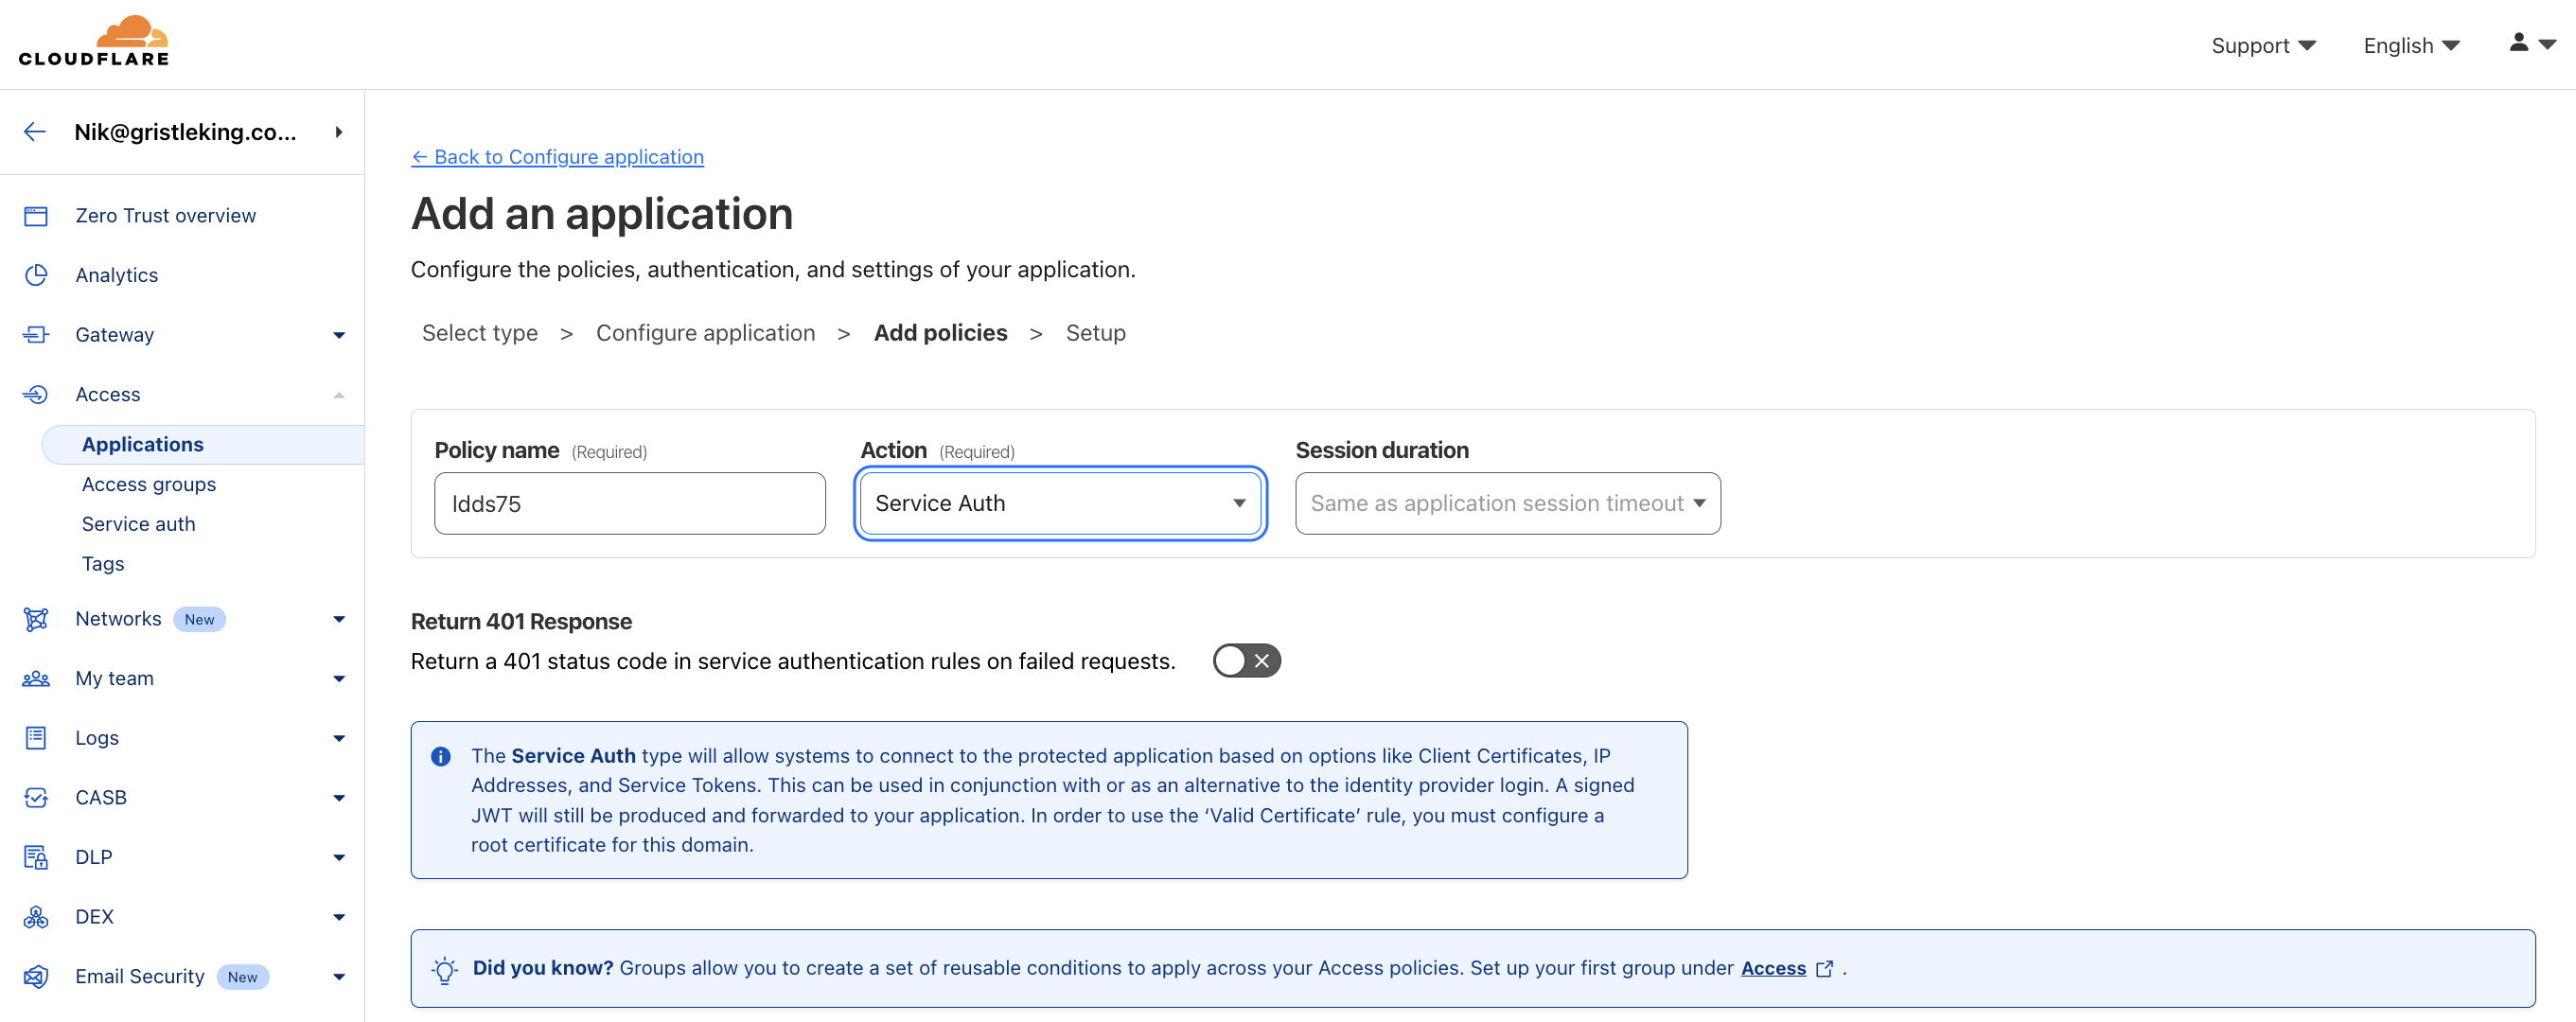 CLOUDFLARE
Support
English
Nik@gristleking.co...
Zero Trust overview
Analytics
Gateway
Access
Applications
Access groups
Service auth
Tags
Networks New
My team
Logs
CASB
DLP
DEX
Email Security New
← Back to Configure application
Add an application
Configure the policies, authentication, and settings of your application.
Select type > Configure application > Add policies > Setup
Policy name (Required)
ldds75
Action (Required)
Service Auth
Session duration
Same as application session timeout
Return 401 Response
Return a 401 status code in service authentication rules on failed requests.
The Service Auth type will allow systems to connect to the protected application based on options like Client Certificates, IP
Addresses, and Service Tokens. This can be used in conjunction with or as an alternative to the identity provider login. A signed
JWT will still be produced and forwarded to your application. In order to use the ‘Valid Certificate’ rule, you must configure a
root certificate for this domain.
Did you know? Groups allow you to create a set of reusable conditions to apply across your Access policies. Set up your first group under Access .